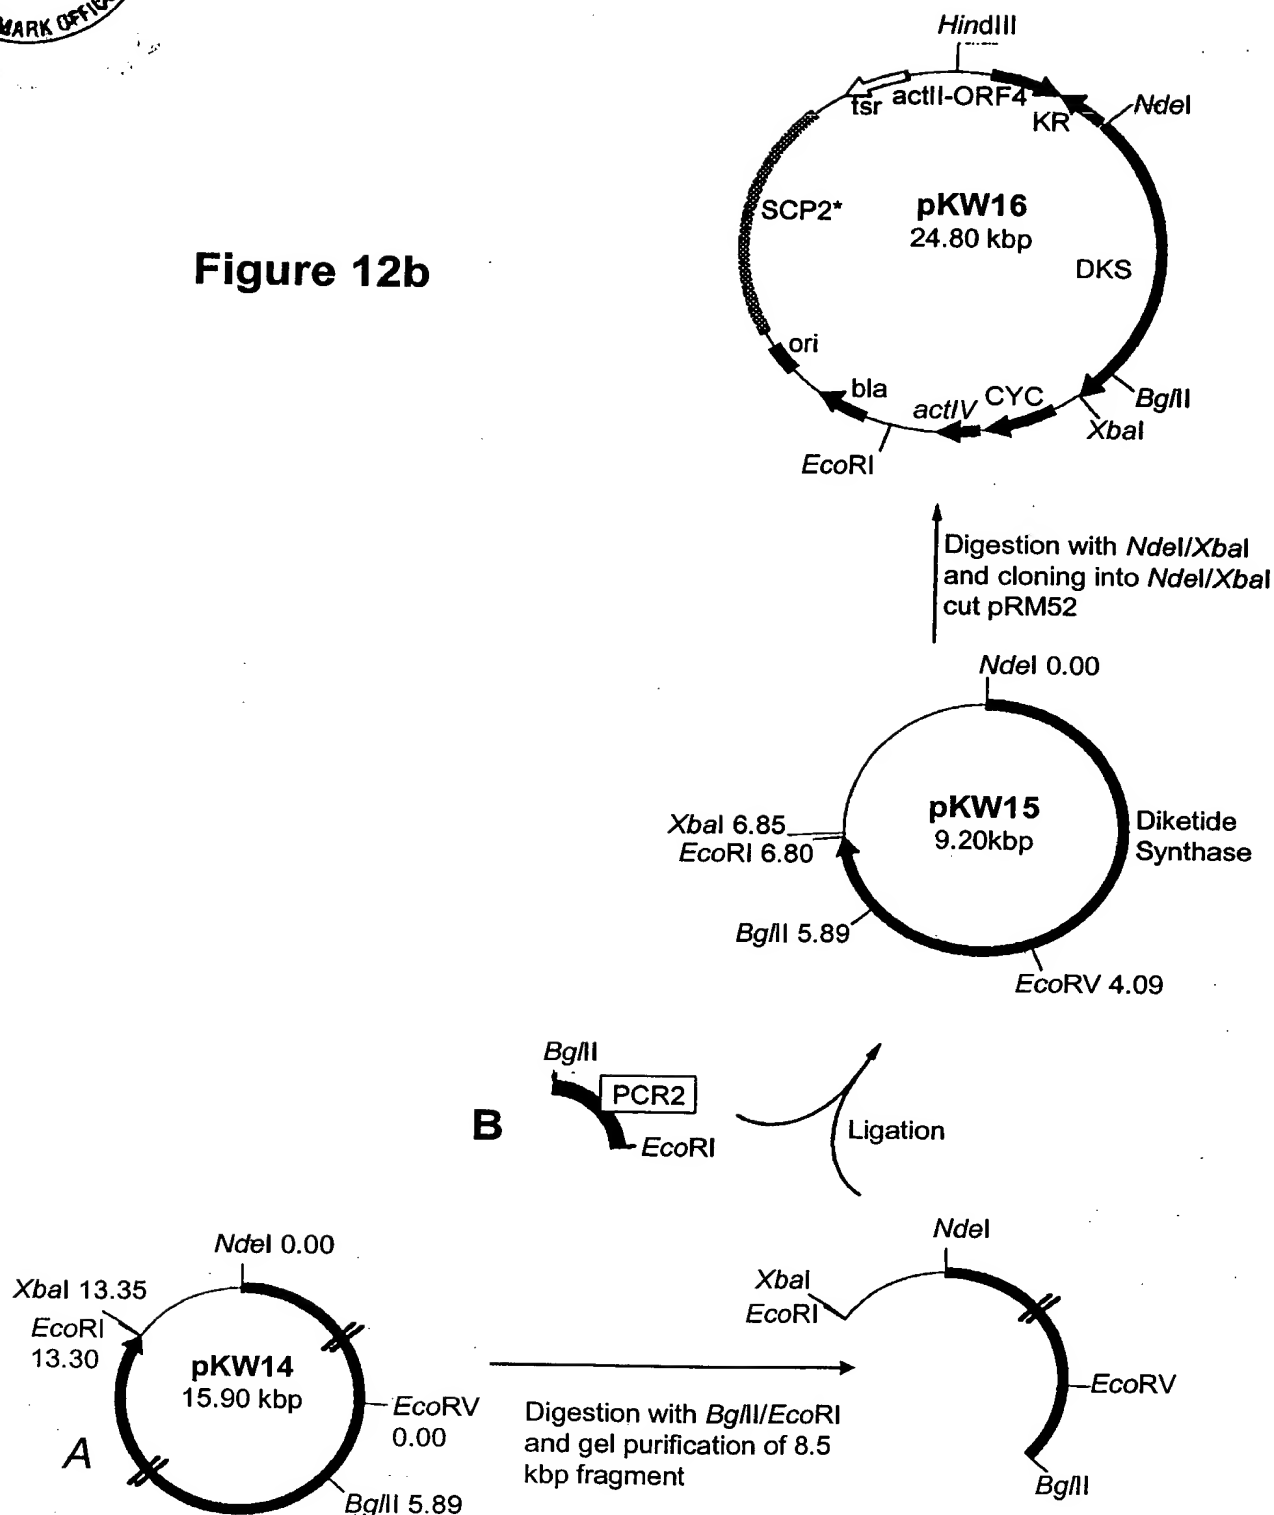 MARK OFFIC
Figure 12b
HindIII
tsr
actII-ORF4
KR
NdeI
SCP2*
pKW16
24.80 kbp
DKS
ori
bla
actIV
CYC
BglII
XbaI
EcoRI
Digestion with NdeI/XbaI
and cloning into NdeI/XbaI
cut pRM52
NdeI 0.00
pKW15
9.20kbp
XbaI 6.85
EcoRI 6.80
Diketide
Synthase
BglII 5.89
EcoRV 4.09
BglII
PCR2
B
EcoRI
Ligation
NdeI
XbaI
EcoRI
EcoRV
BglII
NdeI 0.00
XbaI 13.35
EcoRI
13.30
pKW14
15.90 kbp
EcoRV
0.00
A
BglII 5.89
Digestion with BglII/EcoRI
and gel purification of 8.5
kbp fragment